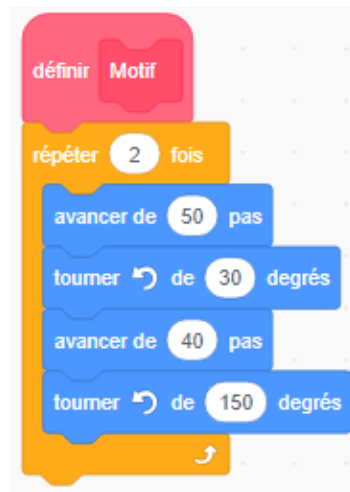 définir Motif
répéter 2 fois
avancer de 50 pas
tourner de 30 degrés
avancer de 40 pas
tourner de 150 degrés